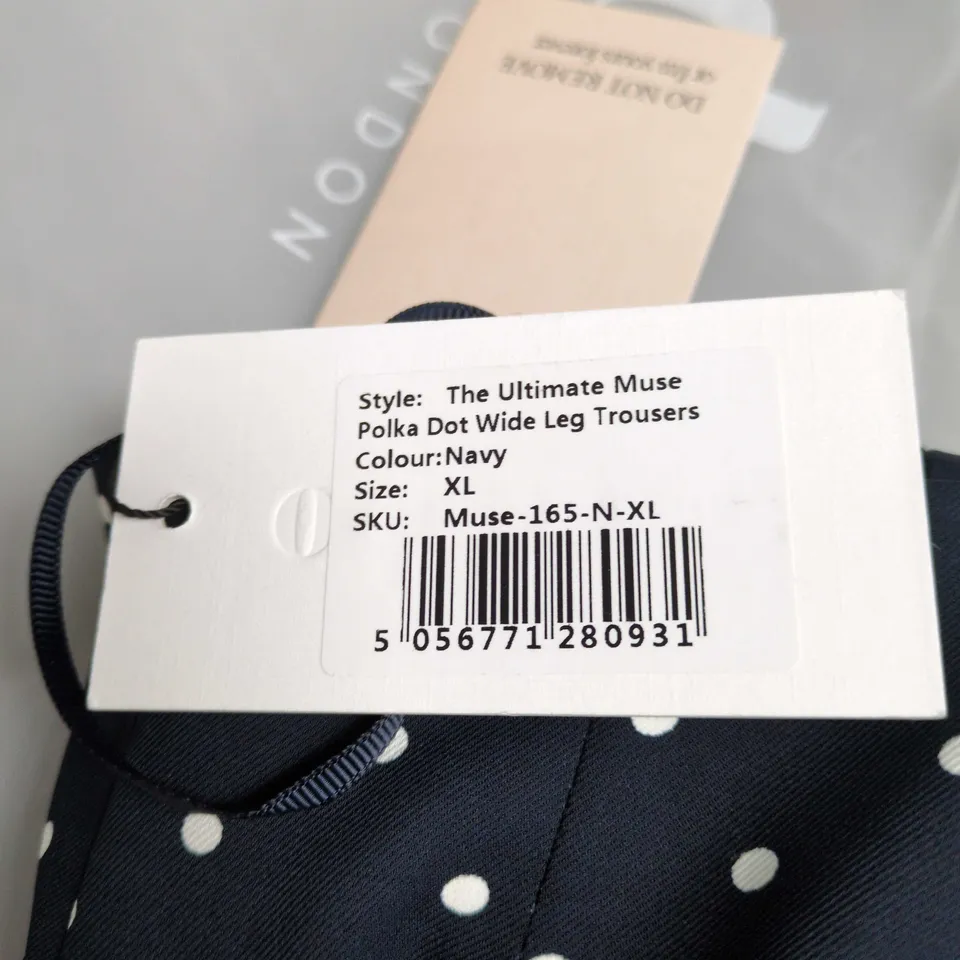 NDON
DO NOT REMOVE
Style: The Ultimate Muse
Polka Dot Wide Leg Trousers
Colour:Navy
Size: XL
SKU: Muse-165-N-XL
5 056771 280931